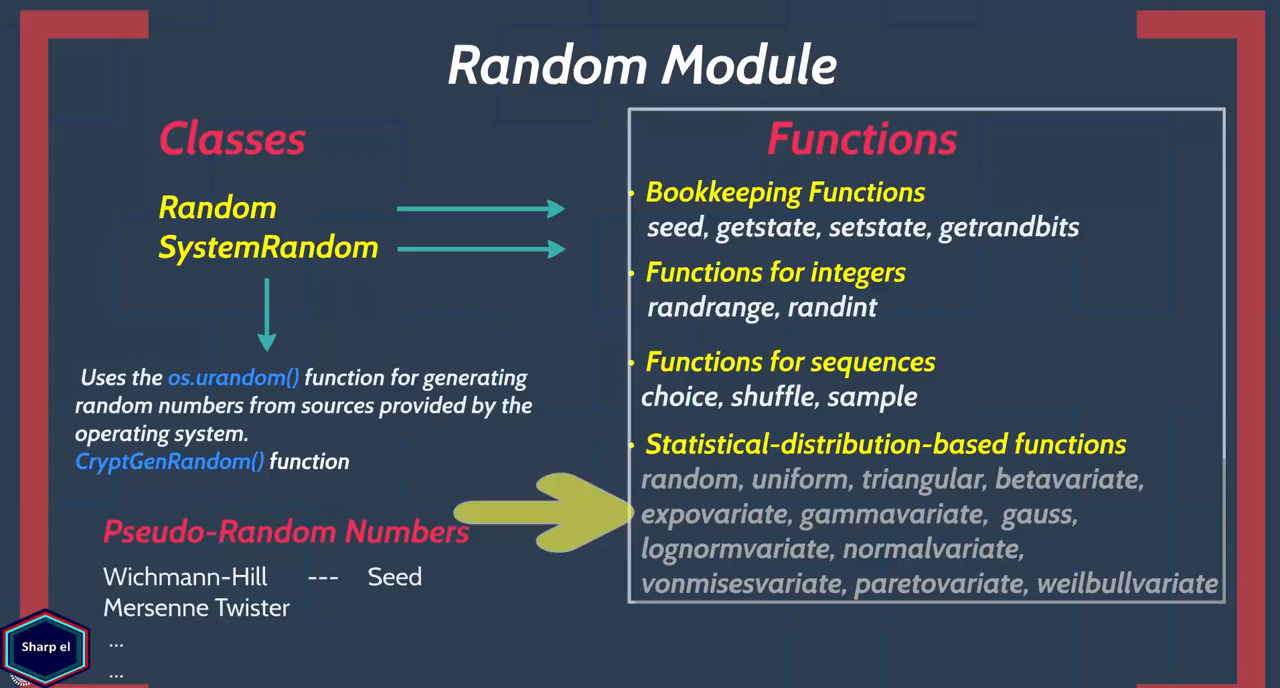 Random Module
Classes
Random
SystemRandom
Uses the os.urandom() function for generating
random numbers from sources provided by the
operating system.
CryptGenRandom() function
Pseudo-Random Numbers
Wichmann-Hill --- Seed
Mersenne Twister
...
...
Functions
• Bookkeeping Functions
seed, getstate, setstate, getrandbits
• Functions for integers
randrange, randint
• Functions for sequences
choice, shuffle, sample
• Statistical-distribution-based functions
random, uniform, triangular, betavariate,
expovariate, gammavariate, gauss,
lognormvariate, normalvariate,
vonmisesvariate, paretovariate, weilbullvariate
Sharp el